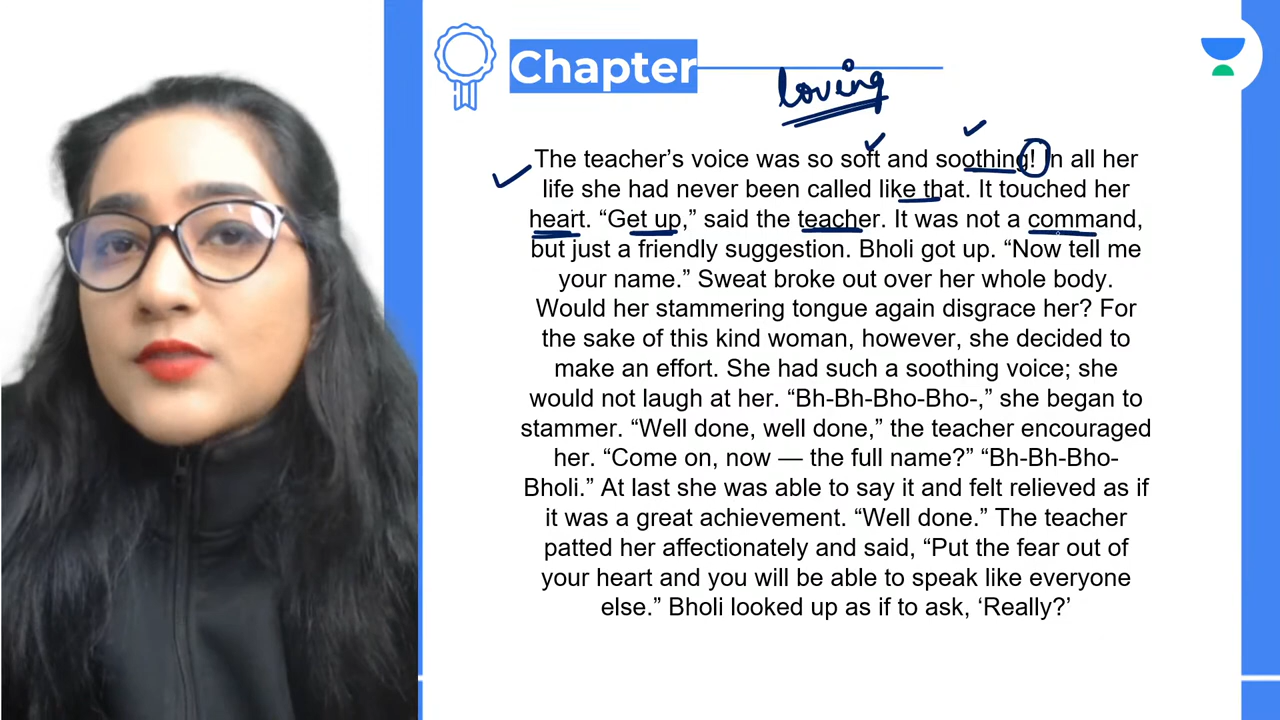 Chapter
loving
The teacher’s voice was so soft and soothing! In all her
life she had never been called like that. It touched her
heart. “Get up,” said the teacher. It was not a command,
but just a friendly suggestion. Bholi got up. “Now tell me
your name.” Sweat broke out over her whole body.
Would her stammering tongue again disgrace her? For
the sake of this kind woman, however, she decided to
make an effort. She had such a soothing voice; she
would not laugh at her. “Bh-Bh-Bho-Bho-,” she began to
stammer. “Well done, well done,” the teacher encouraged
her. “Come on, now — the full name?” “Bh-Bh-Bho-
Bholi.” At last she was able to say it and felt relieved as if
it was a great achievement. “Well done.” The teacher
patted her affectionately and said, “Put the fear out of
your heart and you will be able to speak like everyone
else.” Bholi looked up as if to ask, ‘Really?’